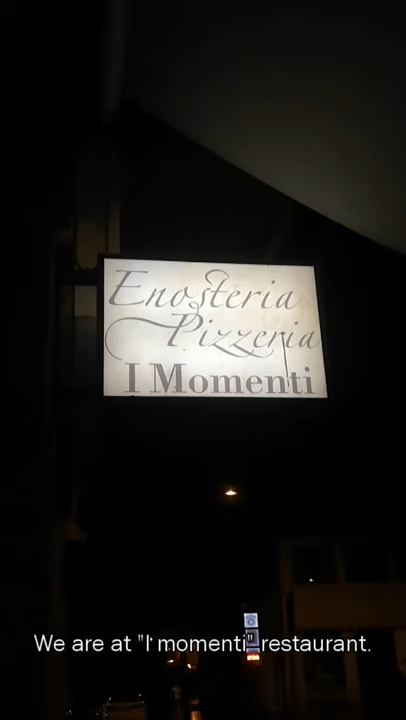 Enosteria
Pizzeria
I Momenti
We are at "I momenti" restaurant.